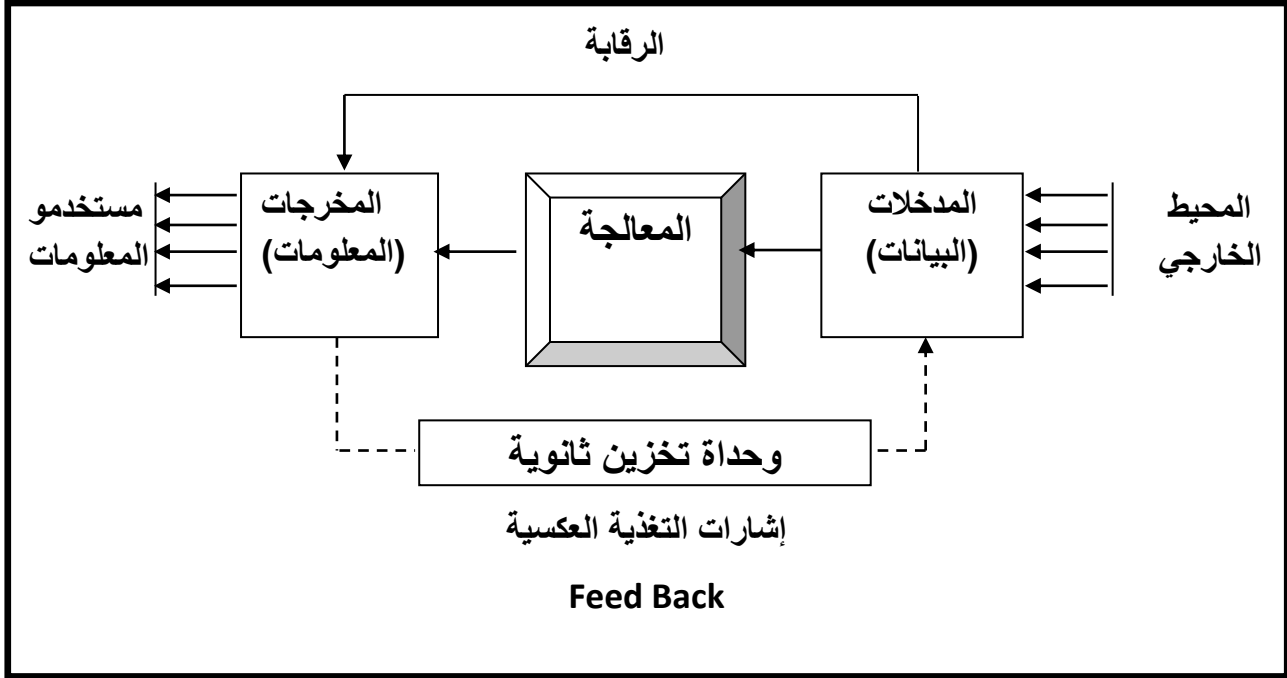 الرقابة
المحيط
الخارجي
المدخلات
(البيانات)
المعالجة
المخرجات
(المعلومات)
مستخدمو
المعلومات
وحداة تخزين ثانوية
إشارات التغذية العكسية
Feed Back